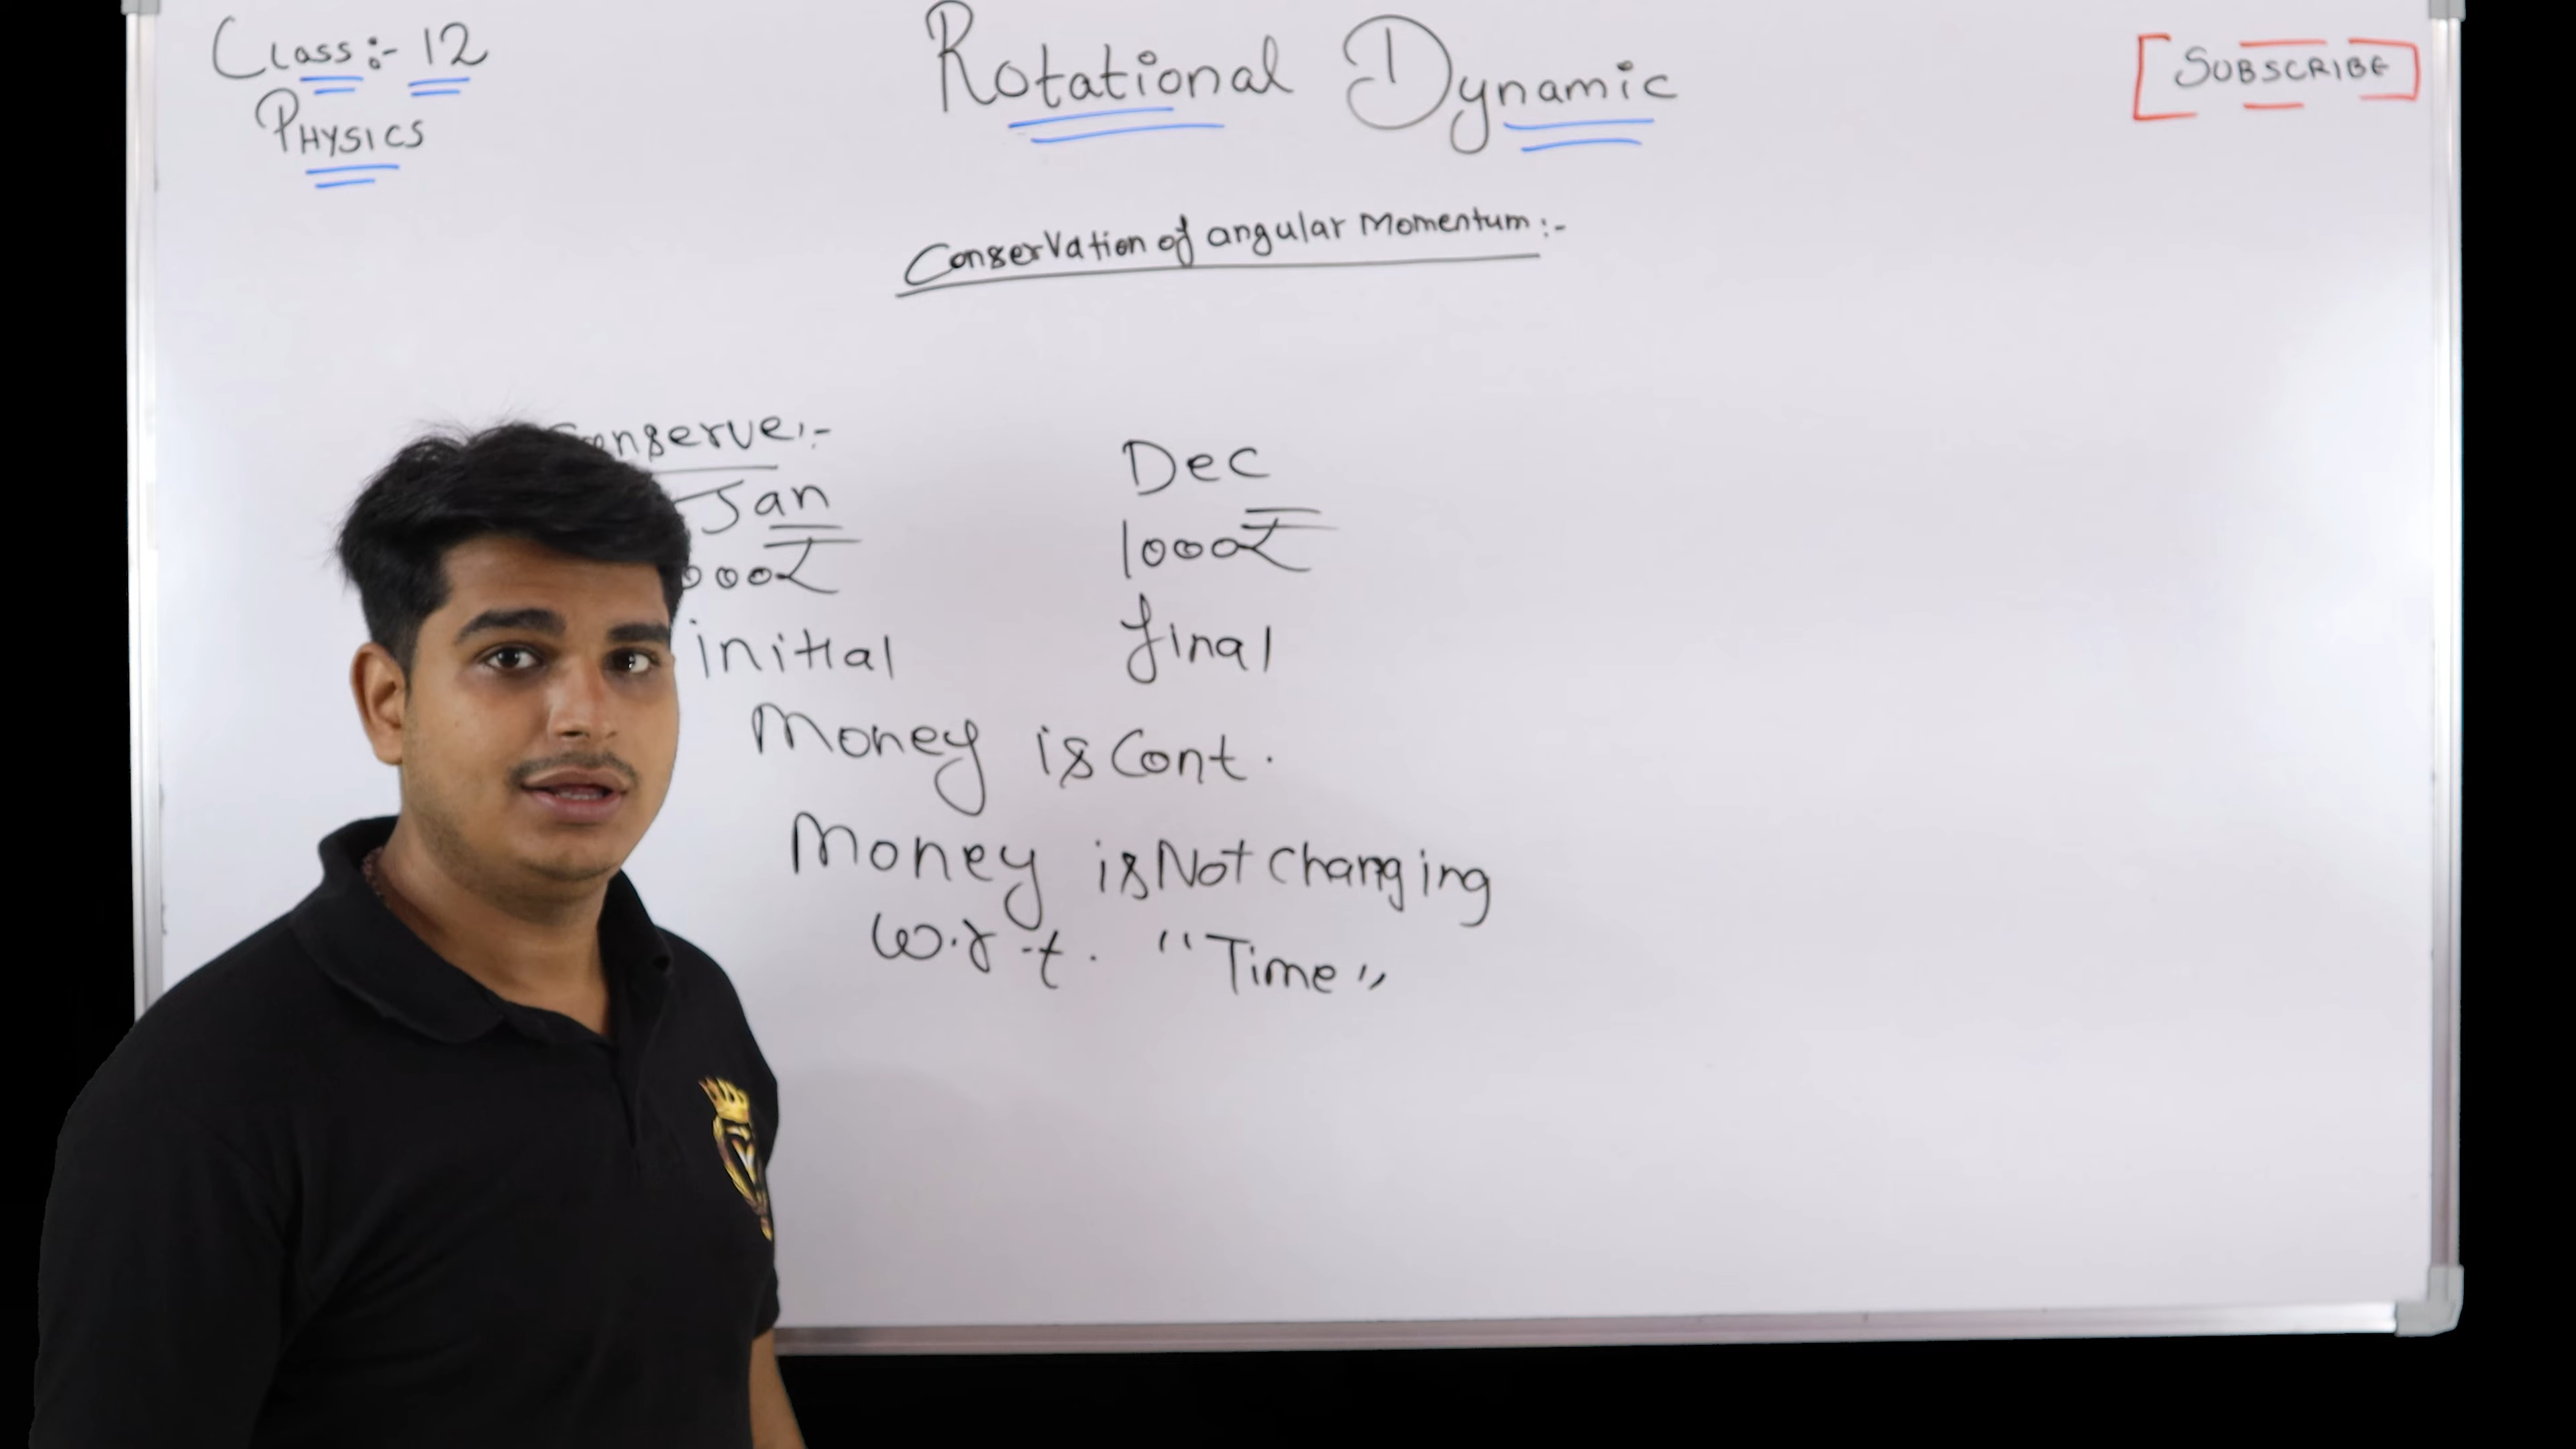 Class:- 12
PHYSICS
Rotational Dynamic
[SUBSCRIBE]
Conservation of angular Momentum:-
Jan
Dec
1000₹
initial
final
Money is Cont.
Money is Not Changing
w.r.t. "Time"